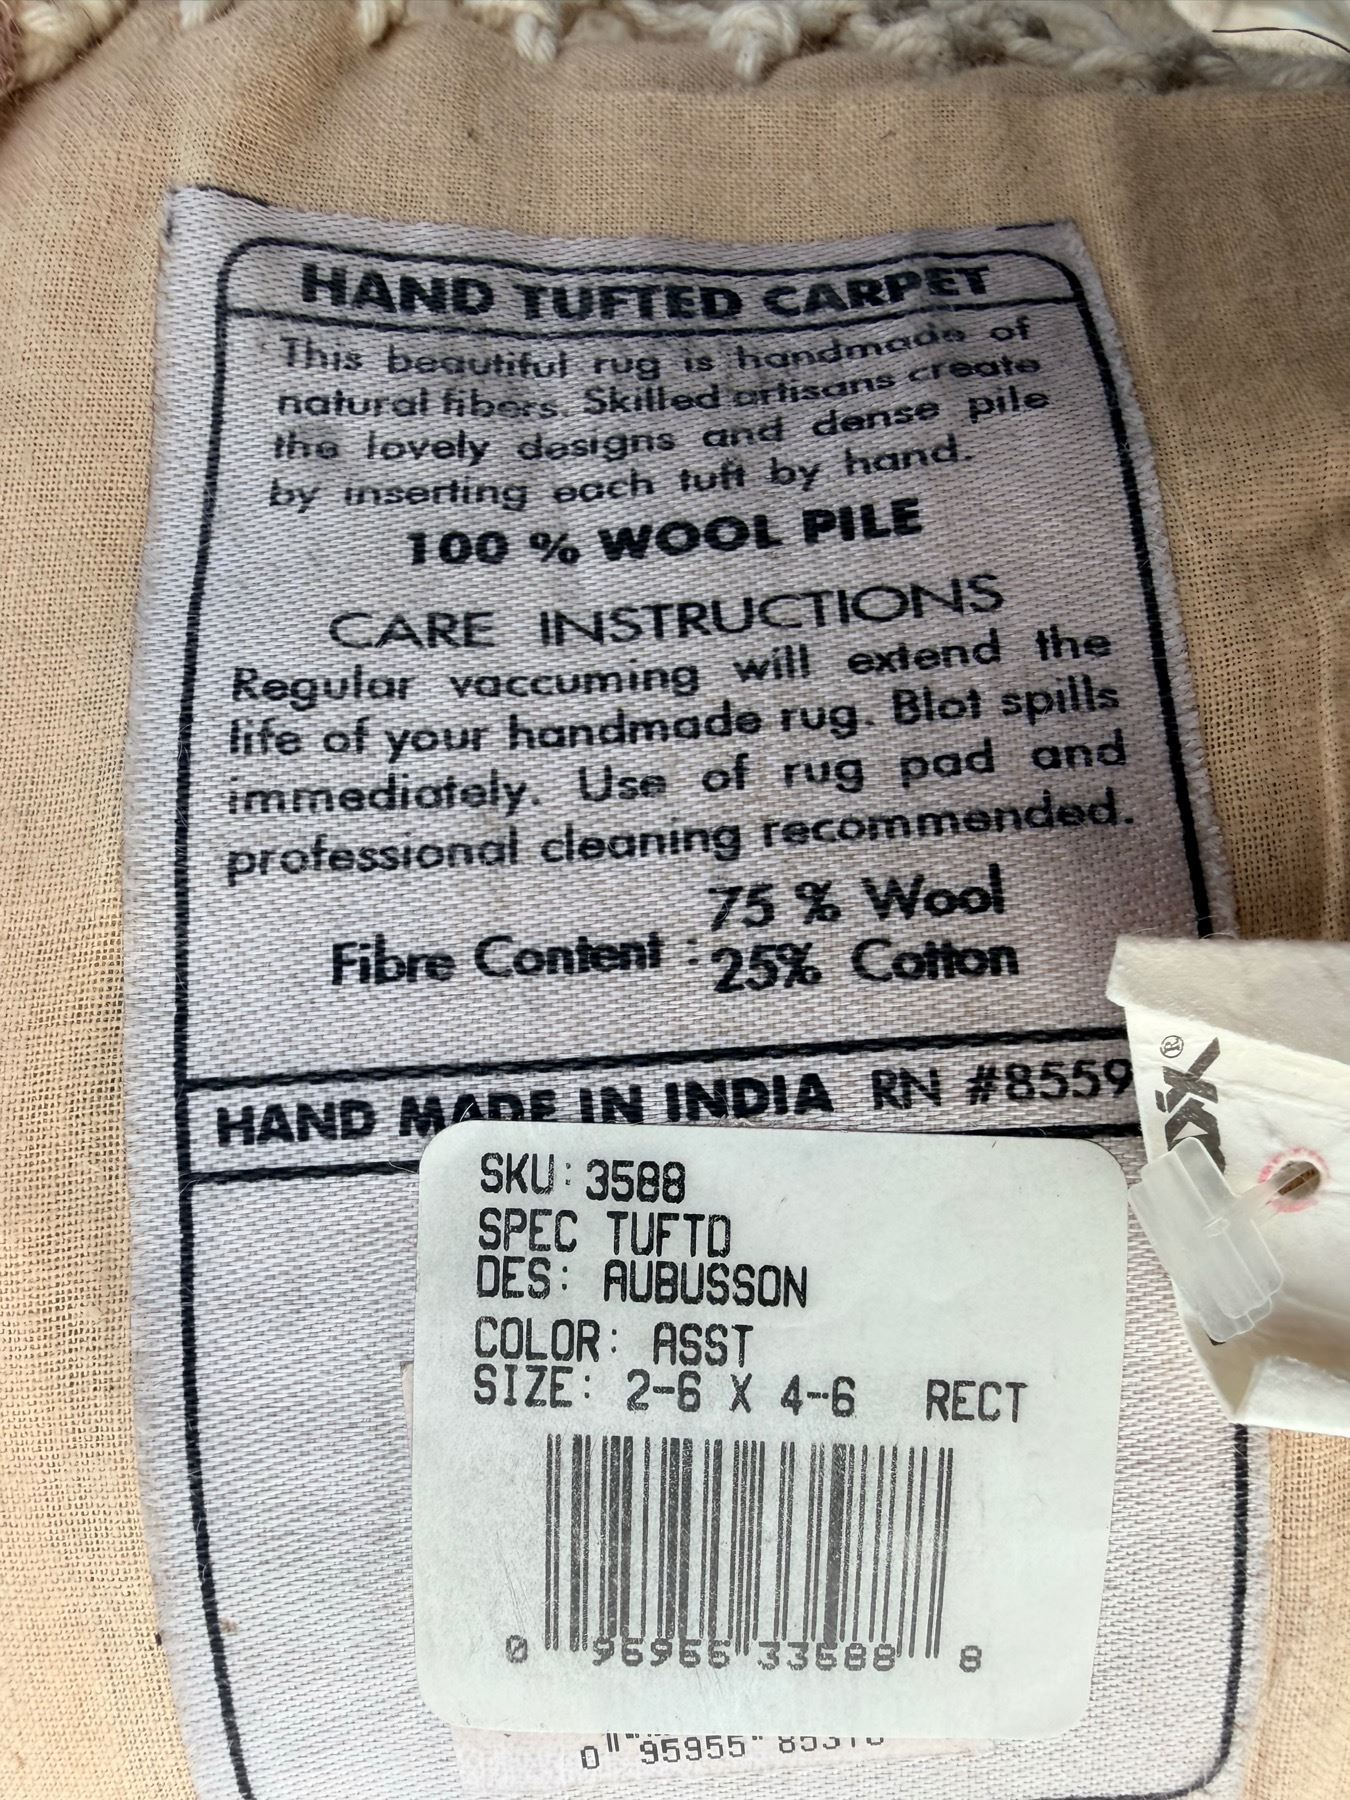 HAND TUFTED CARPET
This beautiful rug is handmade of
natural fibers. Skilled artisans create
the lovely designs and dense pile
by inserting each tuft by hand.
100 % WOOL PILE
CARE INSTRUCTIONS
Regular vaccuming will extend the
life of your handmade rug. Blot spills
immediately. Use of rug pad and
professional cleaning recommended.
75 % Wool
Fibre Content : 25% Cotton
HAND MADE IN INDIA RN #8559
SKU: 3588
SPEC TUFTD
DES: AUBUSSON
COLOR: ASST
SIZE: 2-6 X 4-6 RECT
0 8
0 95955